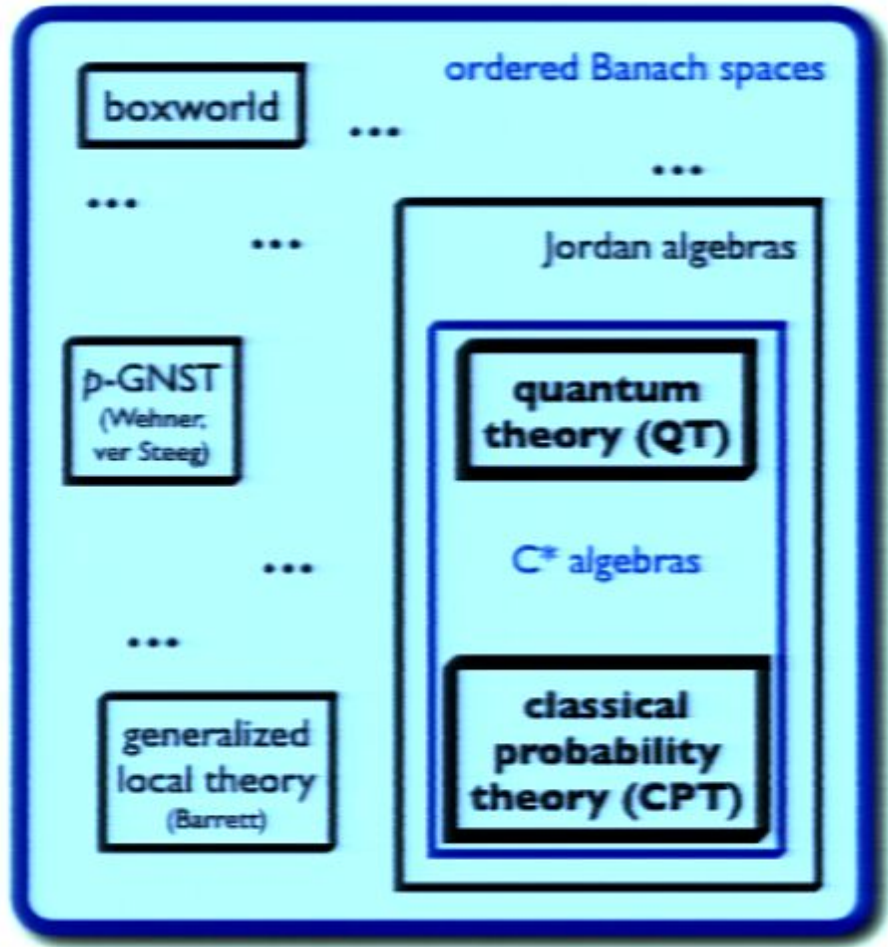 ordered Banach spaces
boxworld
...
...
...
...
Jordan algebras
p-GNST
(Wehner,
ver Steeg)
quantum
theory (QT)
...
C* algebras
...
generalized
local theory
(Barrett)
classical
probability
theory (CPT)